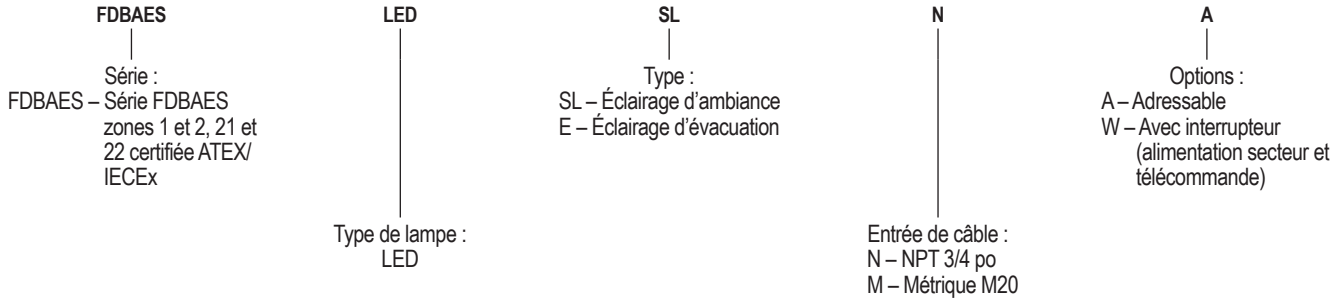 FDBAES LED SL N A
Série :
FDBAES – Série FDBAES
zones 1 et 2, 21 et
22 certifiée ATEX/
IECEx
Type de lampe :
LED
Type :
SL – Éclairage d’ambiance
E – Éclairage d’évacuation
Entrée de câble :
N – NPT 3/4 po
M – Métrique M20
Options :
A – Adressable
W – Avec interrupteur
(alimentation secteur et
télécommande)